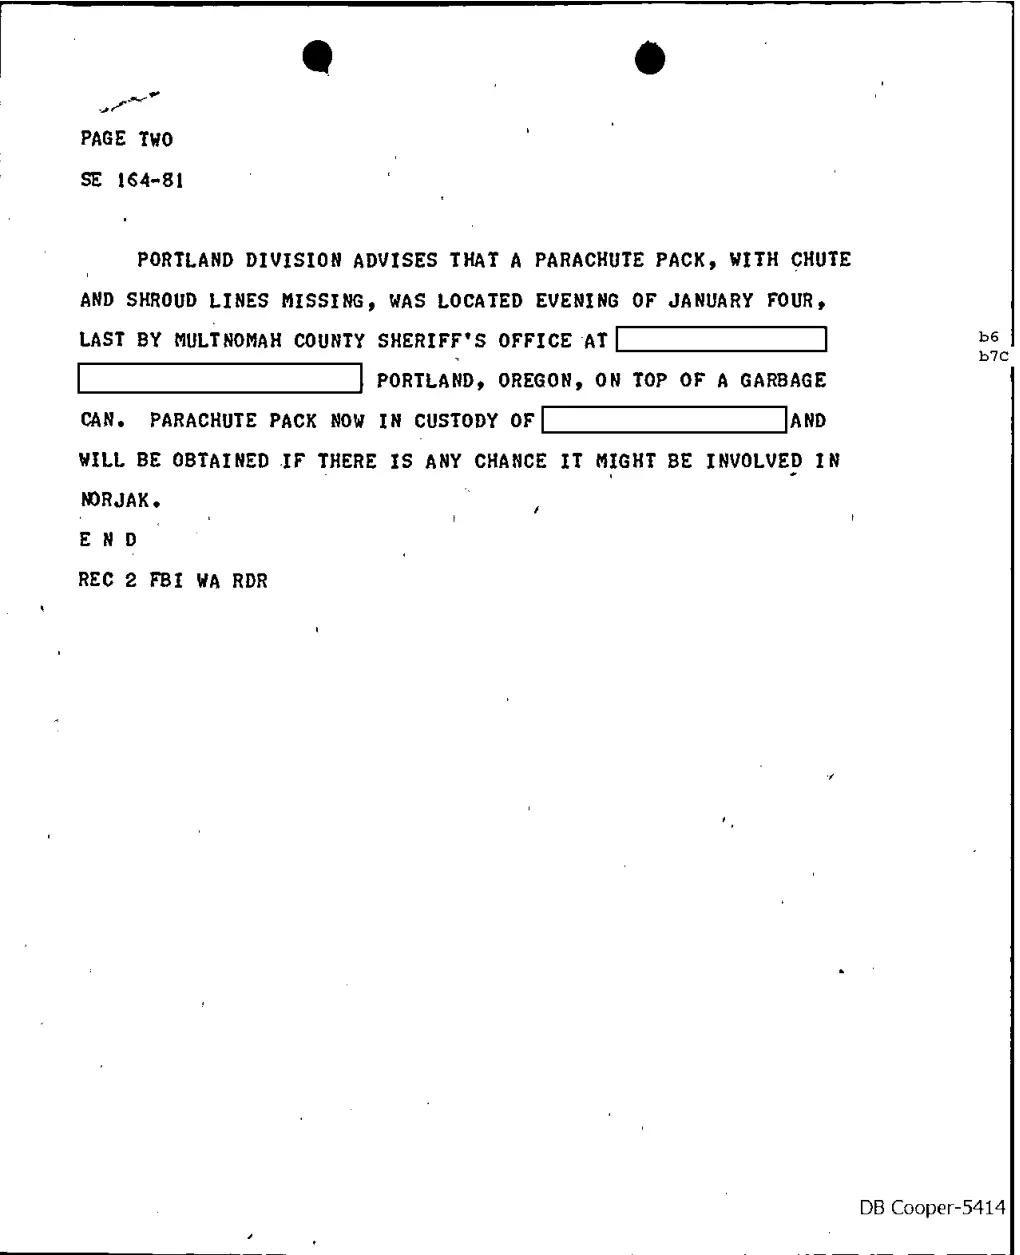 PAGE TWO
SE 164-81
PORTLAND DIVISION ADVISES THAT A PARACHUTE PACK, WITH CHUTE
AND SHROUD LINES MISSING, WAS LOCATED EVENING OF JANUARY FOUR,
LAST BY MULTNOMAH COUNTY SHERIFF'S OFFICE AT
b6
b7C
PORTLAND, OREGON, ON TOP OF A GARBAGE
CAN. PARACHUTE PACK NOW IN CUSTODY OF AND
WILL BE OBTAINED IF THERE IS ANY CHANCE IT MIGHT BE INVOLVED IN
NORJAK.
E N D
REC 2 FBI WA RDR
DB Cooper-5414